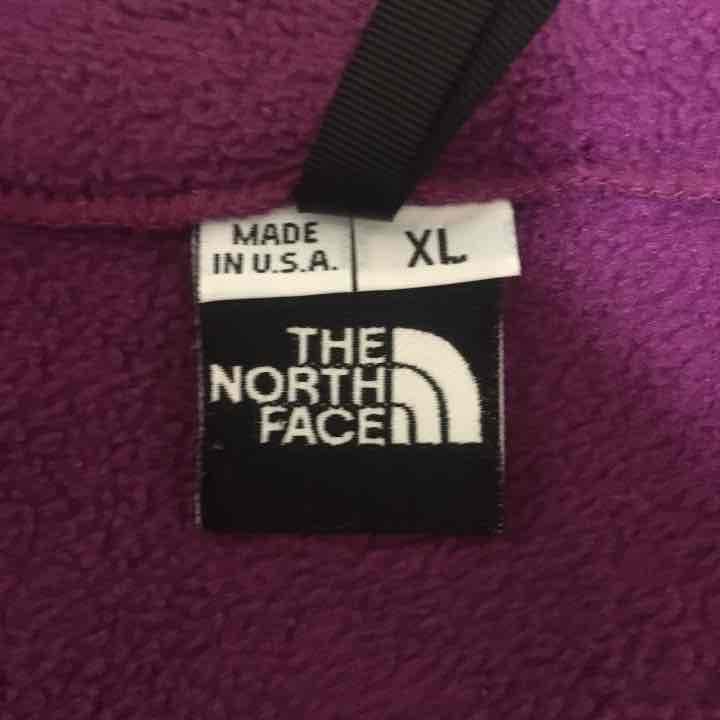 MADE
IN U.S.A.
XL
THE
NORTH
FACE